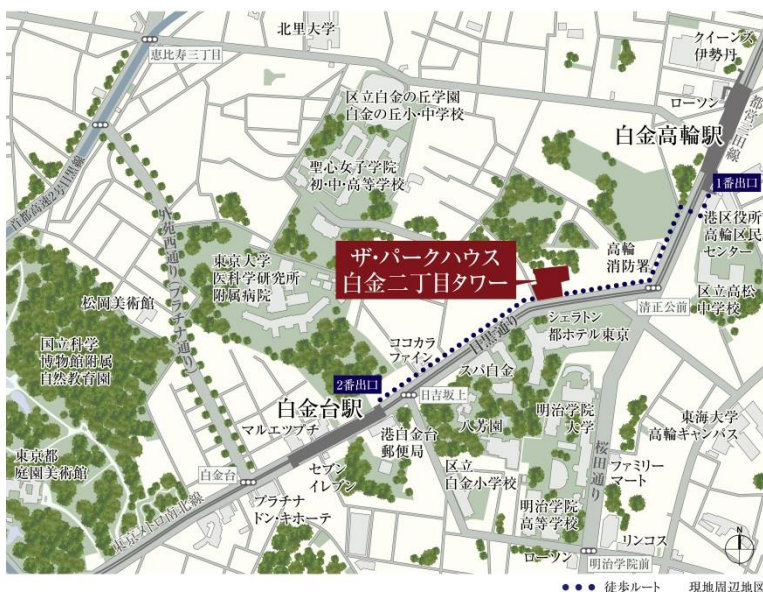 北里大学
クイーンズ
伊勢丹
恵比寿三丁目
ローソン
区立白金の丘学園
白金の丘小・中学校
白金高輪駅
都営三田線
聖心女子学院
初・中・高等学校
1番出口
首都高速2号目黒線
外苑西通り(プラチナ通り)
港区役所
高輪区民
センター
東京大学
医科学研究所
附属病院
ザ・パークハウス
白金二丁目タワー
高輪
消防署
松岡美術館
清正公前
区立高松
中学校
国立科学
博物館附属
自然教育園
ココカラ
ファイン
目黒通り
シェラトン
都ホテル東京
スパ白金
2番出口
白金台駅
日吉坂上
マルエツプチ
八芳園
明治学院
大学
東海大学
高輪キャンパス
東京都
庭園美術館
白金台
港白金台
郵便局
桜田通り
セブン
イレブン
区立
白金小学校
ファミリー
マート
東京メトロ南北線
プラチナ
ドン・キホーテ
明治学院
高等学校
リンコス
ローソン
明治学院前
N
徒歩ルート
現地周辺地図